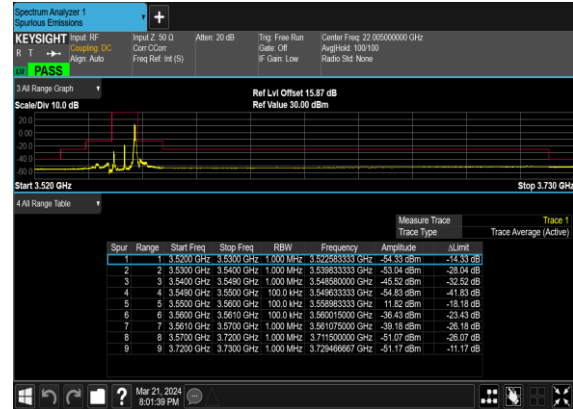 Spectrum Analyzer 1
Spurious Emissions
+
KEYSIGHT Input: RF Input Z: 50 Ω Atten: 20 dB Trig: Free Run Center Freq: 22.005000000 GHz
R T Coupling: DC Corr CCorr Gate: Off Avg|Hold: 100/100
Align: Auto Freq Ref: Int (S) IF Gain: Low Radio Std: None
PASS
3 All Range Graph
Ref Lvl Offset 15.87 dB
Scale/Div 10.0 dB Ref Value 30.00 dBm
20.0
0.00
-20.0
-40.0
-60.0
Start 3.520 GHz Stop 3.730 GHz
4 All Range Table
Measure Trace Trace 1
Trace Type Trace Average (Active)
Spur Range Start Freq Stop Freq RBW Frequency Amplitude ΔLimit
1 1 3.5200 GHz 3.5300 GHz 1.000 MHz 3.522583333 GHz -54.33 dBm -14.33 dB
2 2 3.5300 GHz 3.5400 GHz 1.000 MHz 3.539833333 GHz -53.04 dBm -28.04 dB
3 3 3.5400 GHz 3.5490 GHz 1.000 MHz 3.548580000 GHz -45.52 dBm -32.52 dB
4 4 3.5490 GHz 3.5500 GHz 100.0 kHz 3.549633333 GHz -54.83 dBm -41.83 dB
5 5 3.5500 GHz 3.5600 GHz 100.0 kHz 3.558983333 GHz 11.82 dBm -18.18 dB
6 6 3.5600 GHz 3.5610 GHz 100.0 kHz 3.560015000 GHz -36.43 dBm -23.43 dB
7 7 3.5610 GHz 3.5700 GHz 1.000 MHz 3.561075000 GHz -39.18 dBm -26.18 dB
8 8 3.5700 GHz 3.7200 GHz 1.000 MHz 3.711500000 GHz -51.07 dBm -26.07 dB
9 9 3.7200 GHz 3.7300 GHz 1.000 MHz 3.729466667 GHz -51.17 dBm -11.17 dB
? Mar 21, 2024
8:01:39 PM